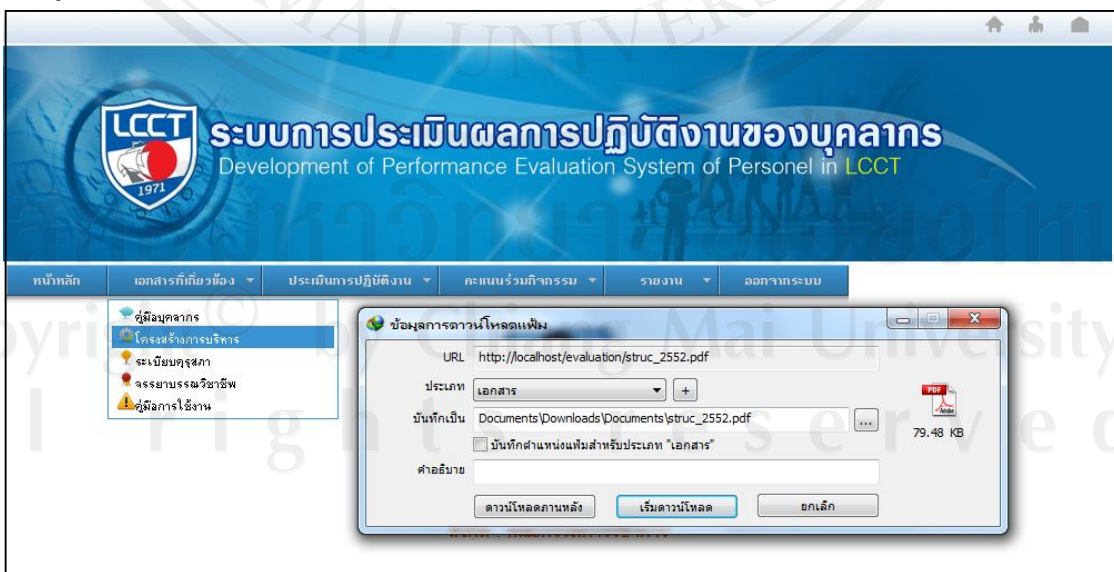 LCCT
1971
ระบบการประเมินผลการปฏิบัติงานของบุคลากร
Development of Performance Evaluation System of Personel in LCCT
หน้าหลัก เอกสารที่เกี่ยวข้อง ประเมินการปฏิบัติงาน คะแนนร่วมกิจกรรม รายงาน ออกจากระบบ
คู่มือบุคลากร
โครงสร้างการบริหาร
ระเบียบคุรุสภา
จรรยาบรรณวิชาชีพ
คู่มือการใช้งาน
ข้อมูลการดาวน์โหลดแฟ้ม
URL http://localhost/evaluation/struc_2552.pdf
ประเภท เอกสาร +
บันทึกเป็น Documents\Downloads\Documents\struc_2552.pdf ...
บันทึกตำแหน่งแฟ้มสำหรับประเภท "เอกสาร"
คำอธิบาย
PDF
Adobe
79.48 KB
ดาวน์โหลดภายหลัง เริ่มดาวน์โหลด ยกเลิก